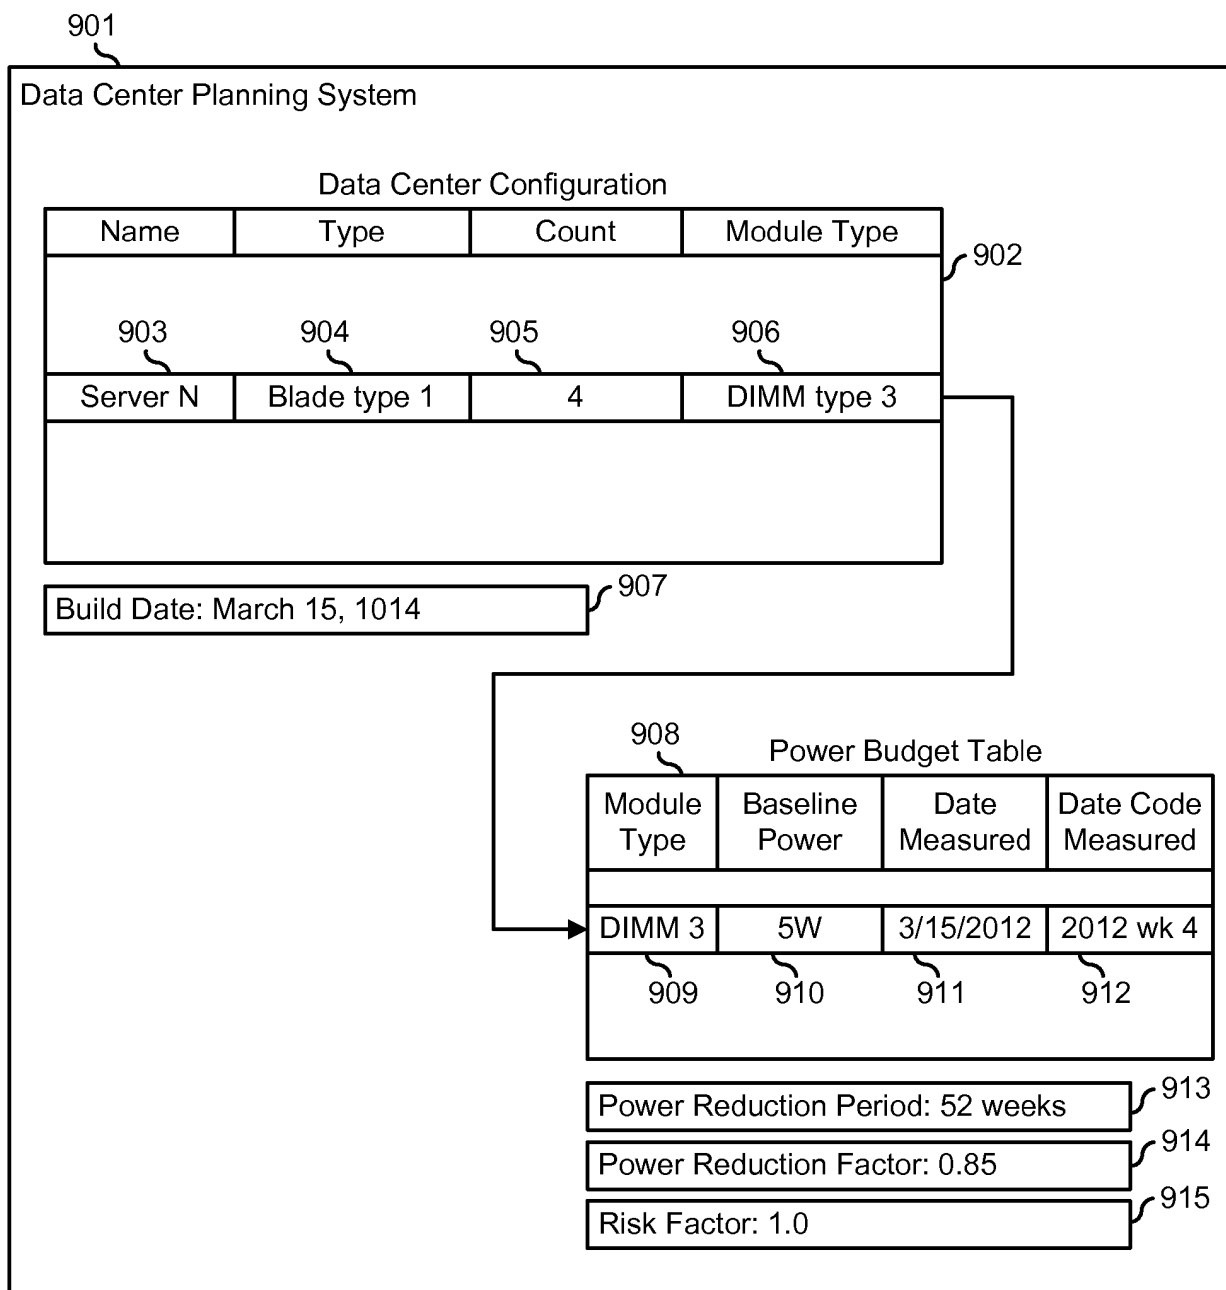 901
Data Center Planning System
Data Center Configuration
Name Type Count Module Type
902
903 904 905 906
Server N Blade type 1 4 DIMM type 3
907
Build Date: March 15, 1014
908
Power Budget Table
Module Type Baseline Power Date Measured Date Code Measured
DIMM 3 5W 3/15/2012 2012 wk 4
909 910 911 912
913
Power Reduction Period: 52 weeks
914
Power Reduction Factor: 0.85
915
Risk Factor: 1.0